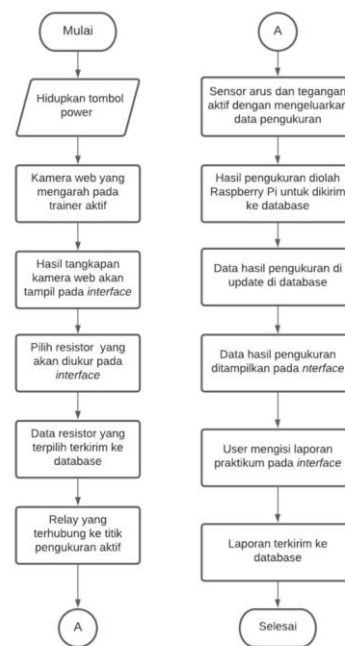 Mulai
Hidupkan tombol
power
Kamera web yang
mengarah pada
trainer aktif
Hasil tangkapan
kamera web akan
tampil pada interface
Pilih resistor yang
akan diukur pada
interface
Data resistor yang
terpilih terkirim ke
database
Relay yang
terhubung ke titik
pengukuran aktif
A
A
Sensor arus dan tegangan
aktif dengan mengeluarkan
data pengukuran
Hasil pengukuran diolah
Raspberry Pi untuk dikirim
ke database
Data hasil pengukuran di
update di database
Data hasil pengukuran
ditampilkan pada nterface
User mengisi laporan
praktikum pada interface
Laporan terkirim ke
database
Selesai